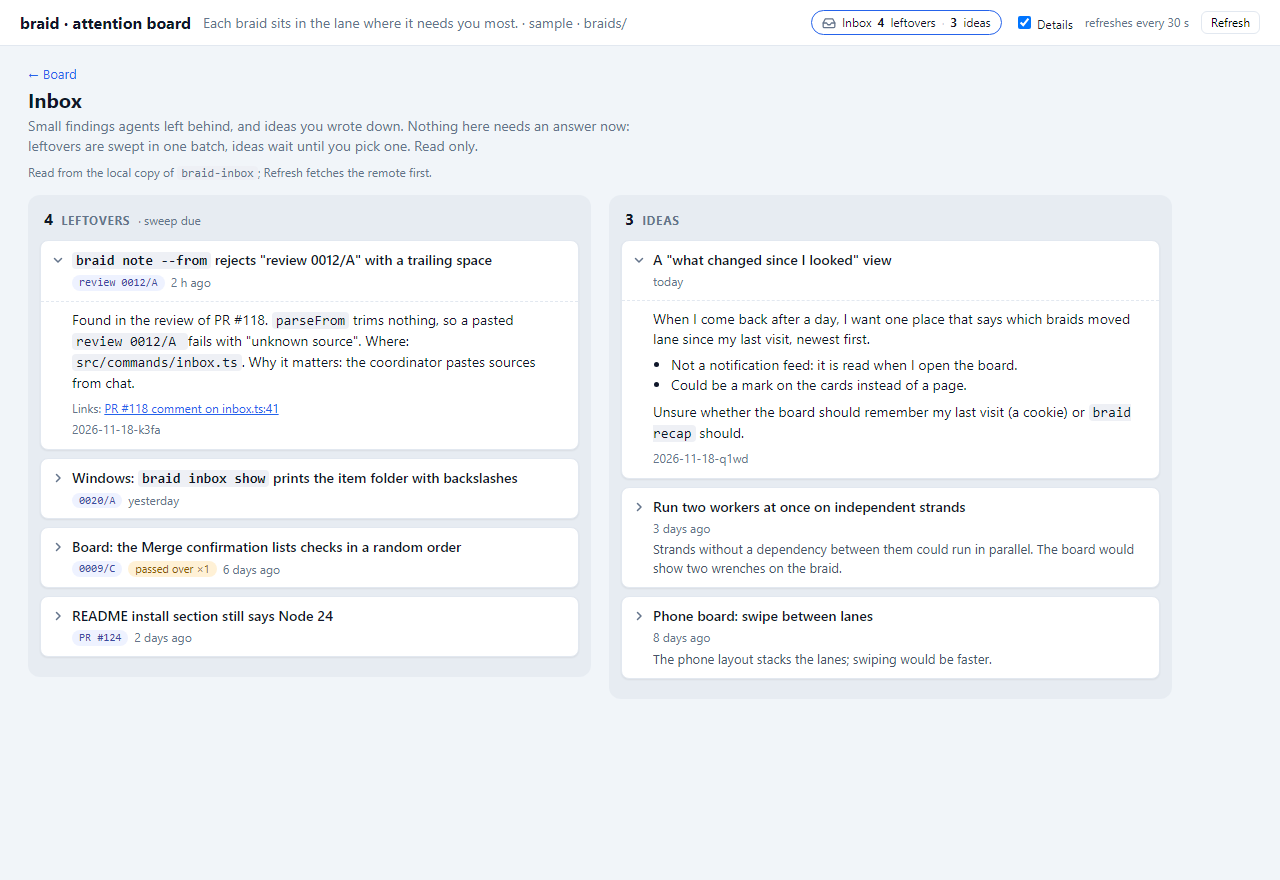 braid · attention board
Each braid sits in the lane where it needs you most. · sample · braids/
Inbox 4 leftovers · 3 ideas
Details
refreshes every 30 s
Refresh
← Board
Inbox
Small findings agents left behind, and ideas you wrote down. Nothing here needs an answer now:
leftovers are swept in one batch, ideas wait until you pick one. Read only.
Read from the local copy of braid-inbox; Refresh fetches the remote first.
4 LEFTOVERS · sweep due
braid note --from rejects "review 0012/A" with a trailing space
review 0012/A 2 h ago
Found in the review of PR #118. parseFrom trims nothing, so a pasted
review 0012/A fails with "unknown source". Where:
src/commands/inbox.ts. Why it matters: the coordinator pastes sources
from chat.
Links: PR #118 comment on inbox.ts:41
2026-11-18-k3fa
Windows: braid inbox show prints the item folder with backslashes
0020/A yesterday
Board: the Merge confirmation lists checks in a random order
0009/C passed over ×1 6 days ago
README install section still says Node 24
PR #124 2 days ago
3 IDEAS
A "what changed since I looked" view
today
When I come back after a day, I want one place that says which braids moved
lane since my last visit, newest first.
• Not a notification feed: it is read when I open the board.
• Could be a mark on the cards instead of a page.
Unsure whether the board should remember my last visit (a cookie) or braid
recap should.
2026-11-18-q1wd
Run two workers at once on independent strands
3 days ago
Strands without a dependency between them could run in parallel. The board would
show two wrenches on the braid.
Phone board: swipe between lanes
8 days ago
The phone layout stacks the lanes; swiping would be faster.